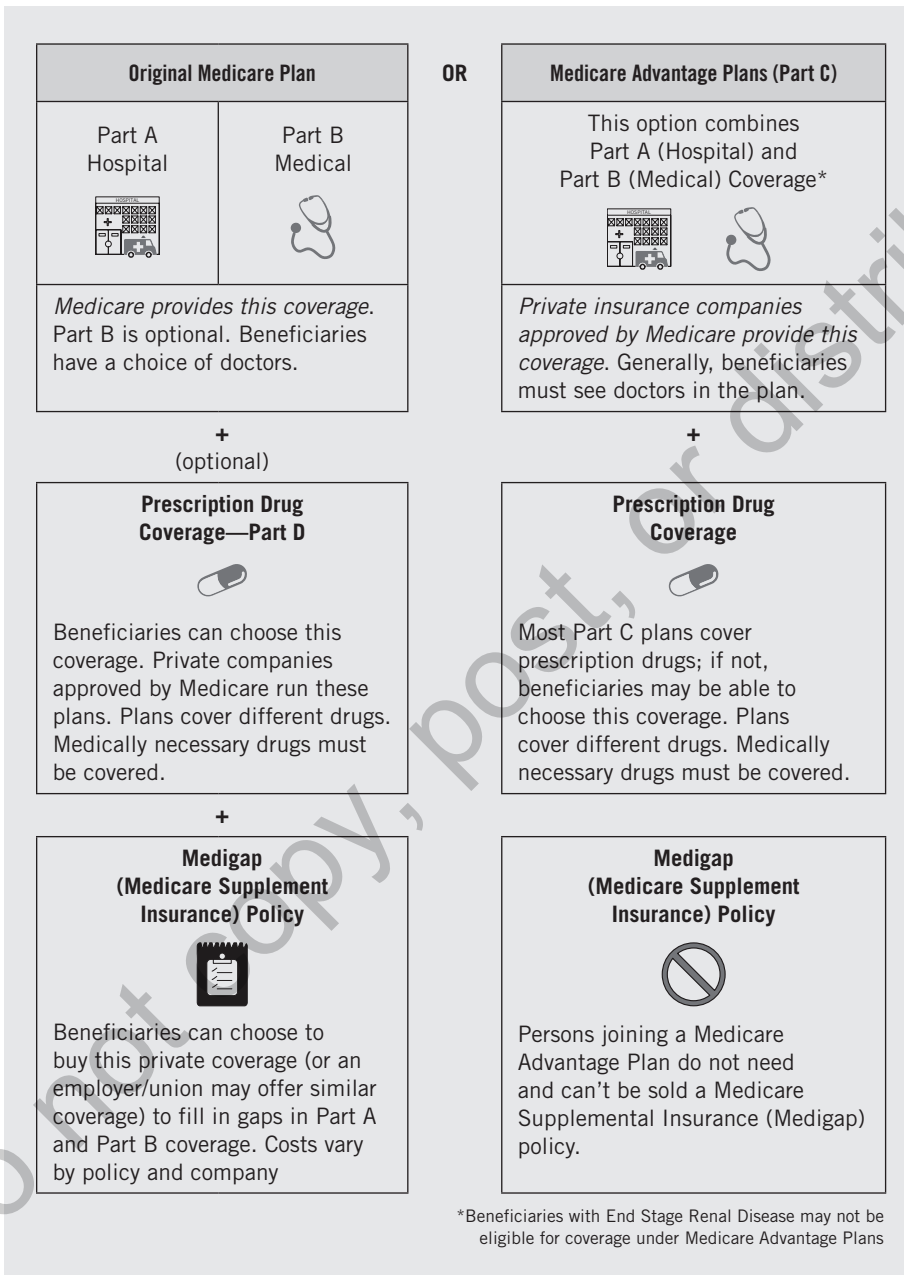 Original Medicare Plan
Part A
Hospital
HOSPITAL
Part B
Medical
Medicare provides this coverage.
Part B is optional. Beneficiaries
have a choice of doctors.
+
(optional)
Prescription Drug
Coverage—Part D
Beneficiaries can choose this
coverage. Private companies
approved by Medicare run these
plans. Plans cover different drugs.
Medically necessary drugs must
be covered.
+
Medigap
(Medicare Supplement
Insurance) Policy
Beneficiaries can choose to
buy this private coverage (or an
employer/union may offer similar
coverage) to fill in gaps in Part A
and Part B coverage. Costs vary
by policy and company
OR
Medicare Advantage Plans (Part C)
This option combines
Part A (Hospital) and
Part B (Medical) Coverage*
HOSPITAL
Private insurance companies
approved by Medicare provide this
coverage. Generally, beneficiaries
must see doctors in the plan.
+
Prescription Drug
Coverage
Most Part C plans cover
prescription drugs; if not,
beneficiaries may be able to
choose this coverage. Plans
cover different drugs. Medically
necessary drugs must be covered.
Medigap
(Medicare Supplement
Insurance) Policy
Persons joining a Medicare
Advantage Plan do not need
and can't be sold a Medicare
Supplemental Insurance (Medigap)
policy.
*Beneficiaries with End Stage Renal Disease may not be
eligible for coverage under Medicare Advantage Plans
not copy, post, or